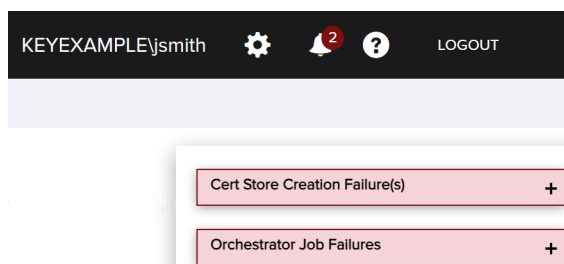 KEYEXAMPLE\jsmith 2 ? LOGOUT
Cert Store Creation Failure(s) +
Orchestrator Job Failures +